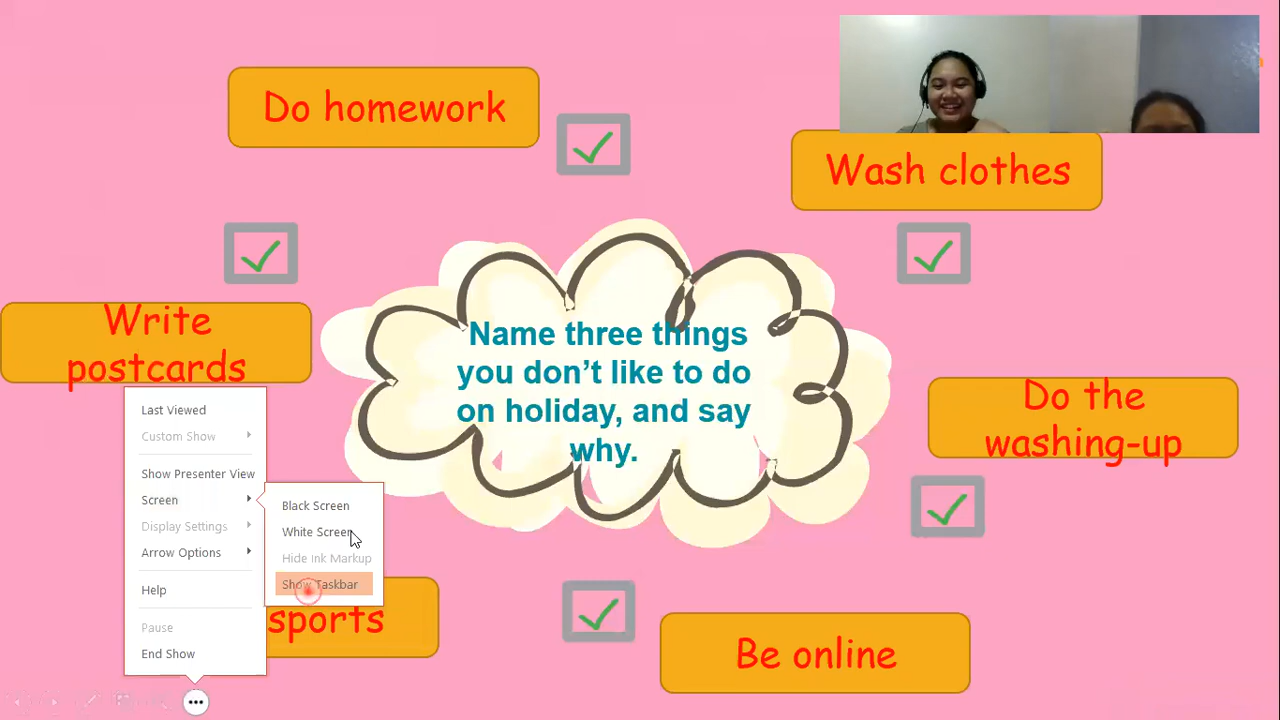 Do homework
Wash clothes
Write
postcards
Name three things
you don't like to do
on holiday, and say
why.
Do the
washing-up
sports
Be online
Last Viewed
Custom Show
Show Presenter View
Screen
Display Settings
Arrow Options
Help
Pause
End Show
Black Screen
White Screen
Hide Ink Markup
Show Taskbar